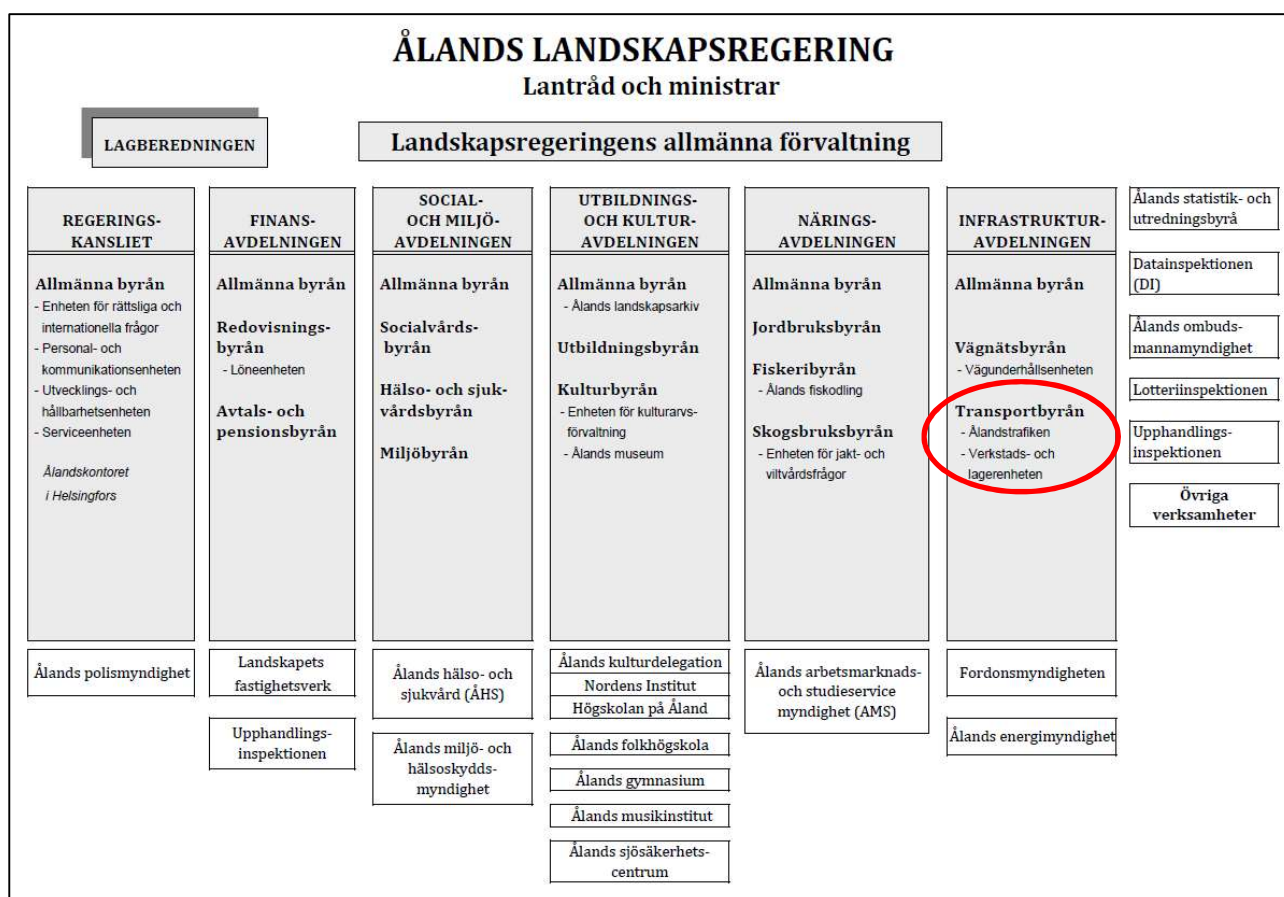 ÅLANDS LANDSKAPSREGERING
Lantråd och ministrar
LAGBEREDNINGEN
Landskapsregeringens allmänna förvaltning
REGERINGS-
KANSLIET
Allmänna byrån
- Enheten för rättsliga och
internationella frågor
- Personal- och
kommunikationsenheten
- Utvecklings- och
hållbarhetsenheten
- Serviceenheten
Ålandskontoret
i Helsingfors
Ålands polismyndighet
FINANS-
AVDELNINGEN
Allmänna byrån
Redovisnings-
byrån
- Löneenheten
Avtals- och
pensionsbyrån
Landskapets
fastighetsverk
Upphandlings-
inspektionen
SOCIAL-
OCH MILJÖ-
AVDELNINGEN
Allmänna byrån
Socialvårds-
byrån
Hälso- och sjuk-
vårdsbyrån
Miljöbyrån
Ålands hälso- och
sjukvård (ÅHS)
Ålands miljö- och
hälsoskydds-
myndighet
UTBILDNINGS-
OCH KULTUR-
AVDELNINGEN
Allmänna byrån
- Ålands landskapsarkiv
Utbildningsbyrån
Kulturbyrån
- Enheten för kulturarvs-
förvaltning
- Ålands museum
Ålands kulturdelegation
Nordens Institut
Högskolan på Åland
Ålands folkhögskola
Ålands gymnasium
Ålands musikinstitut
Ålands sjösäkerhets-
centrum
NÄRINGS-
AVDELNINGEN
Allmänna byrån
Jordbruksbyrån
Fiskeribyrån
- Ålands fiskodling
Skogsbruksbyrån
- Enheten för jakt- och
viltvårdsfrågor
Ålands arbetsmarknads-
och studieservice
myndighet (AMS)
INFRASTRUKTUR-
AVDELNINGEN
Allmänna byrån
Vägnätsbyrån
- Vägunderhållsenheten
Transportbyrån
- Ålandstrafiken
- Verkstads- och
lagerenheten
Fordonsmyndigheten
Ålands energimyndighet
Ålands statistik- och
utredningsbyrå
Datainspektionen
(DI)
Ålands ombuds-
mannamyndighet
Lotteriinspektionen
Upphandlings-
inspektionen
Övriga
verksamheter